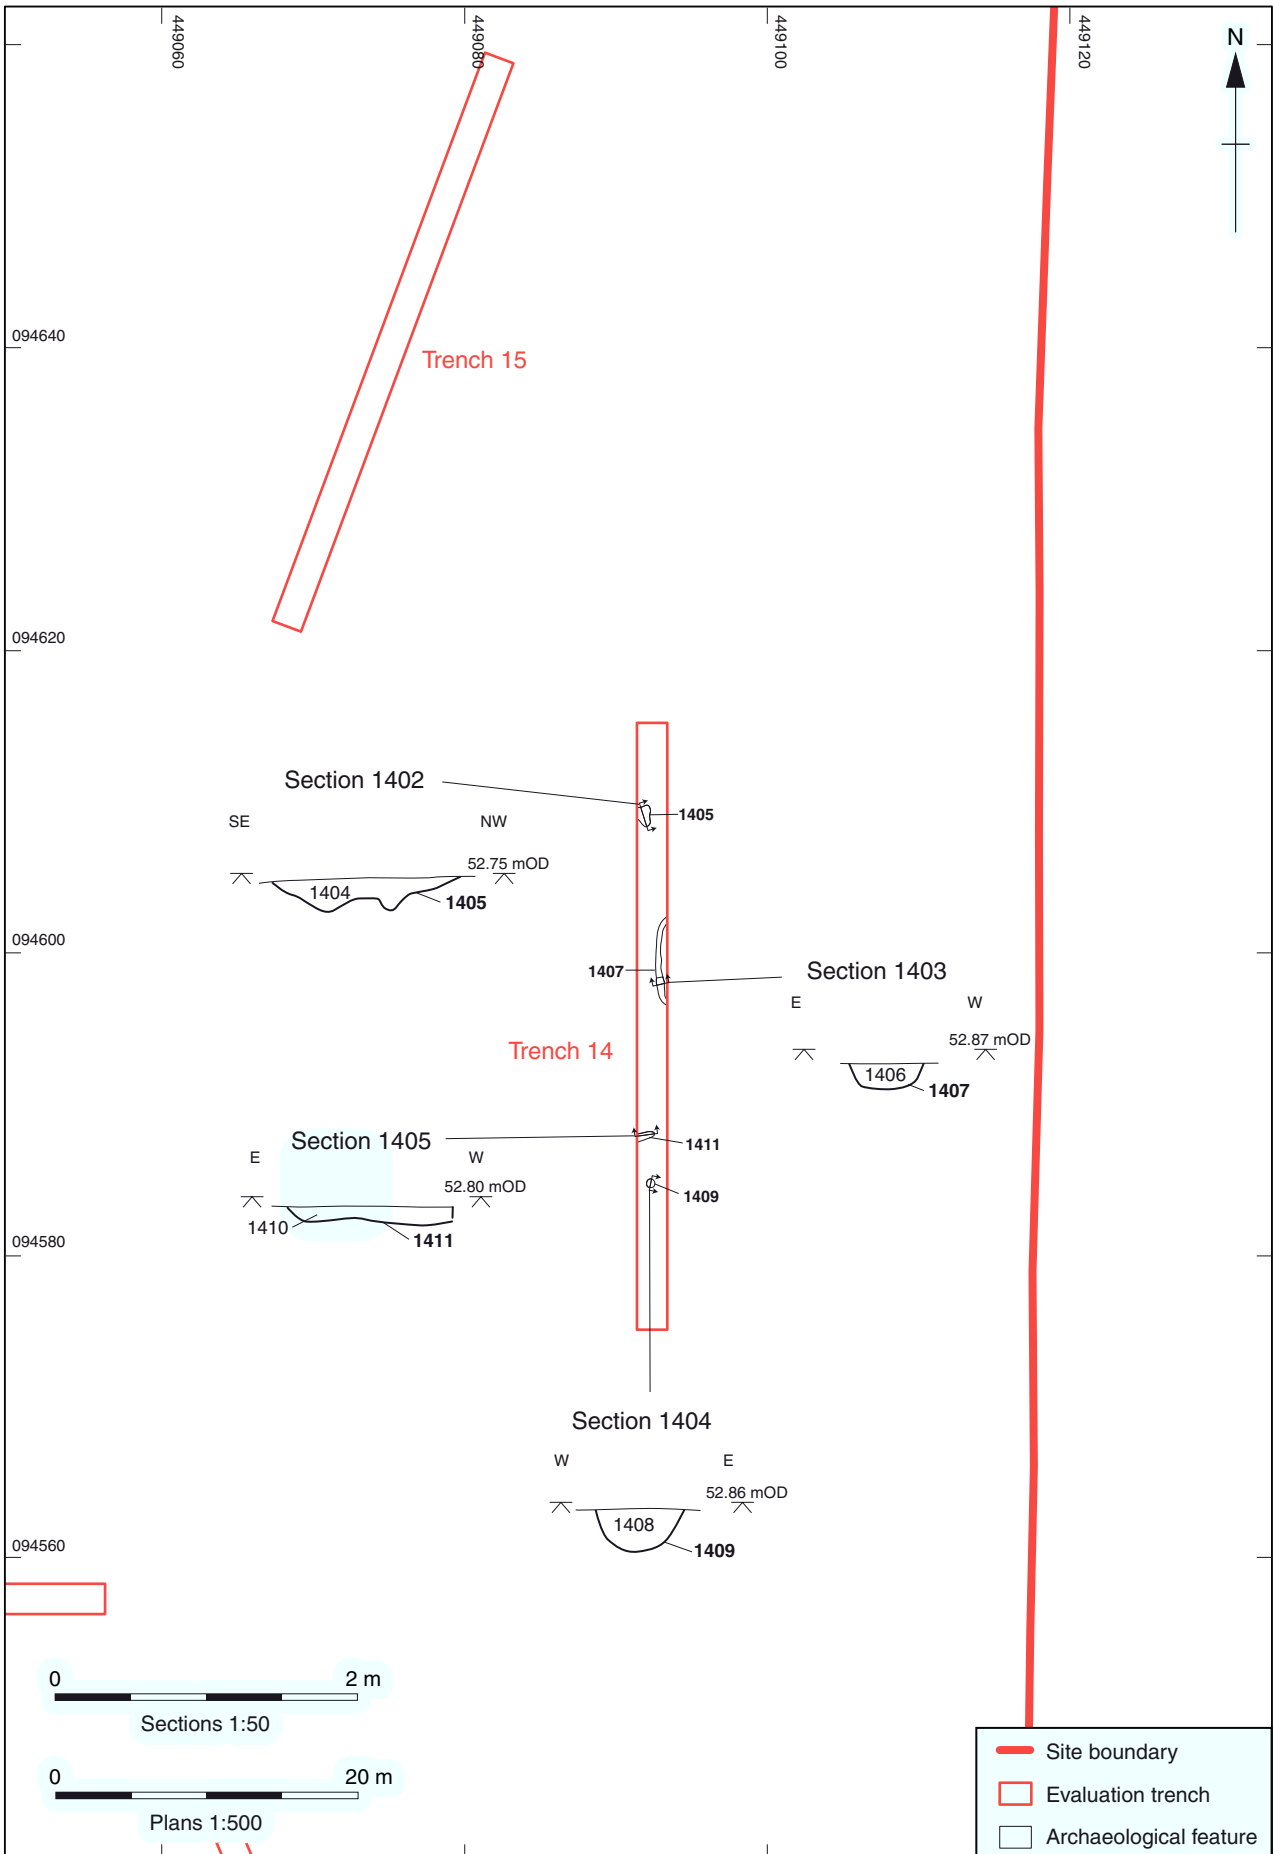 449060
449080
449100
449120
N
094640
Trench 15
094620
Section 1402
SE
NW
1405
52.75 mOD
1404
1405
094600
1407
Section 1403
E
W
52.87 mOD
Trench 14
1406
1407
Section 1405
1411
E
W
52.80 mOD
1409
1410
1411
094580
Section 1404
W
E
52.86 mOD
1408
1409
094560
0
2 m
Sections 1:50
0
20 m
Plans 1:500
Site boundary
Evaluation trench
Archaeological feature